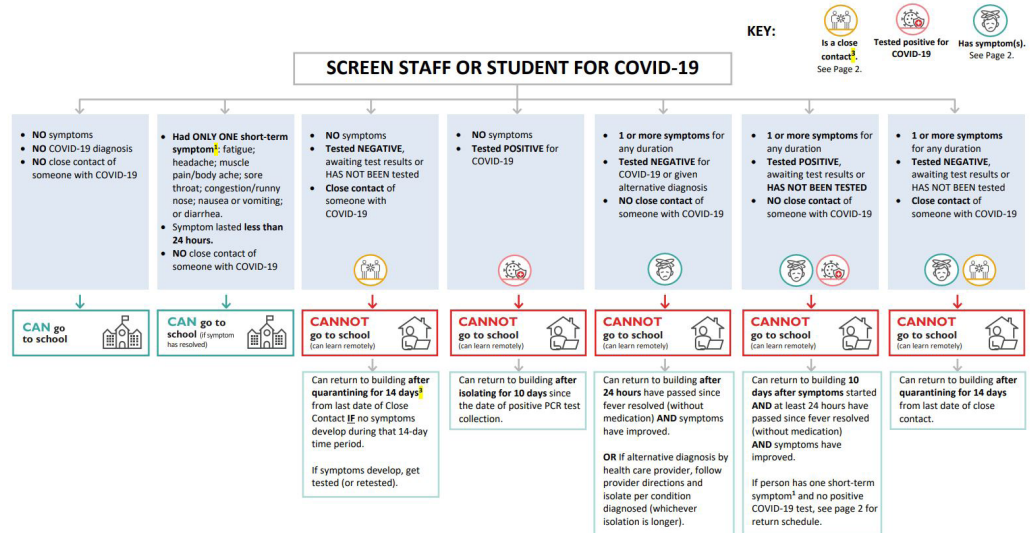 KEY:
Is a close
contact³.
See Page 2.
Tested positive for
COVID-19
Has symptom(s).
See Page 2.
SCREEN STAFF OR STUDENT FOR COVID-19
• NO symptoms
• NO COVID-19 diagnosis
• NO close contact of
someone with COVID-19
• Had ONLY ONE short-term
symptom¹: fatigue;
headache; muscle
pain/body ache; sore
throat; congestion/runny
nose; nausea or vomiting;
or diarrhea.
• Symptom lasted less than
24 hours.
• NO close contact of
someone with COVID-19
• NO symptoms
• Tested NEGATIVE,
awaiting test results or
HAS NOT BEEN tested
• Close contact of
someone with
COVID-19
• NO symptoms
• Tested POSITIVE for
COVID-19
• 1 or more symptoms for
any duration
• Tested NEGATIVE for
COVID-19 or given
alternative diagnosis
• NO close contact of
someone with COVID-19
• 1 or more symptoms for
any duration
• Tested POSITIVE,
awaiting test results or
HAS NOT BEEN TESTED
• NO close contact of
someone with COVID-19
• 1 or more symptoms
for any duration
• Tested NEGATIVE,
awaiting test results or
HAS NOT BEEN tested
• Close contact of
someone with COVID-19
CAN go
to school
CAN go to
school (if symptom
has resolved)
CANNOT
go to school
(can learn remotely)
CANNOT
go to school
(can learn remotely)
CANNOT
go to school
(can learn remotely)
CANNOT
go to school
(can learn remotely)
CANNOT
go to school
(can learn remotely)
Can return to building after
quarantining for 14 days³
from last date of Close
Contact IF no symptoms
develop during that 14-day
time period.
If symptoms develop, get
tested (or retested).
Can return to building after
isolating for 10 days since
the date of positive PCR test
collection.
Can return to building after
24 hours have passed since
fever resolved (without
medication) AND symptoms
have improved.
OR If alternative diagnosis by
health care provider, follow
provider directions and
isolate per condition
diagnosed (whichever
isolation is longer).
Can return to building 10
days after symptoms started
AND at least 24 hours have
passed since fever resolved
(without medication)
AND symptoms have
improved.
If person has one short-term
symptom¹ and no positive
COVID-19 test, see page 2 for
return schedule.
Can return to building after
quarantining for 14 days
from last date of close
contact.